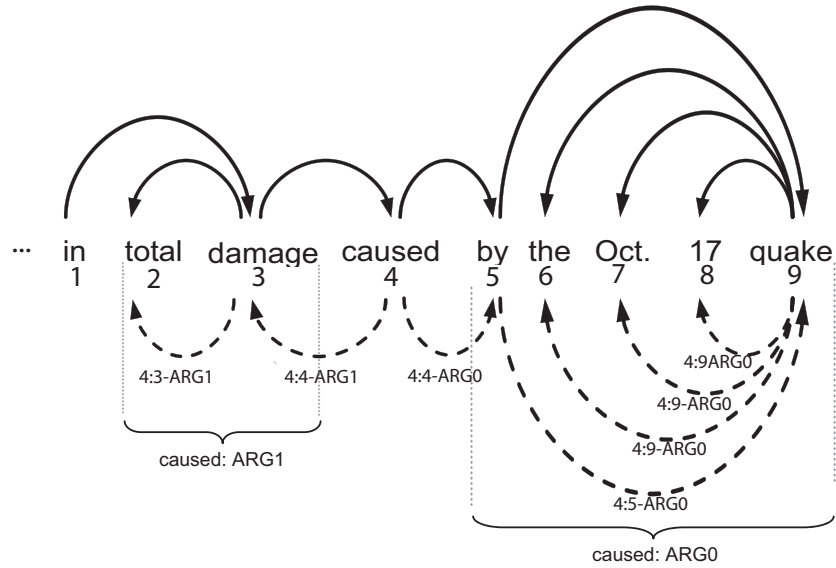 ... in total damage caused by the Oct. 17 quake
1 2 3 4 5 6 7 8 9
4:3-ARG1 4:4-ARG1 4:4-ARG0 4:9ARG0
4:9-ARG0
4:9-ARG0
4:5-ARG0
caused: ARG1
caused: ARG0